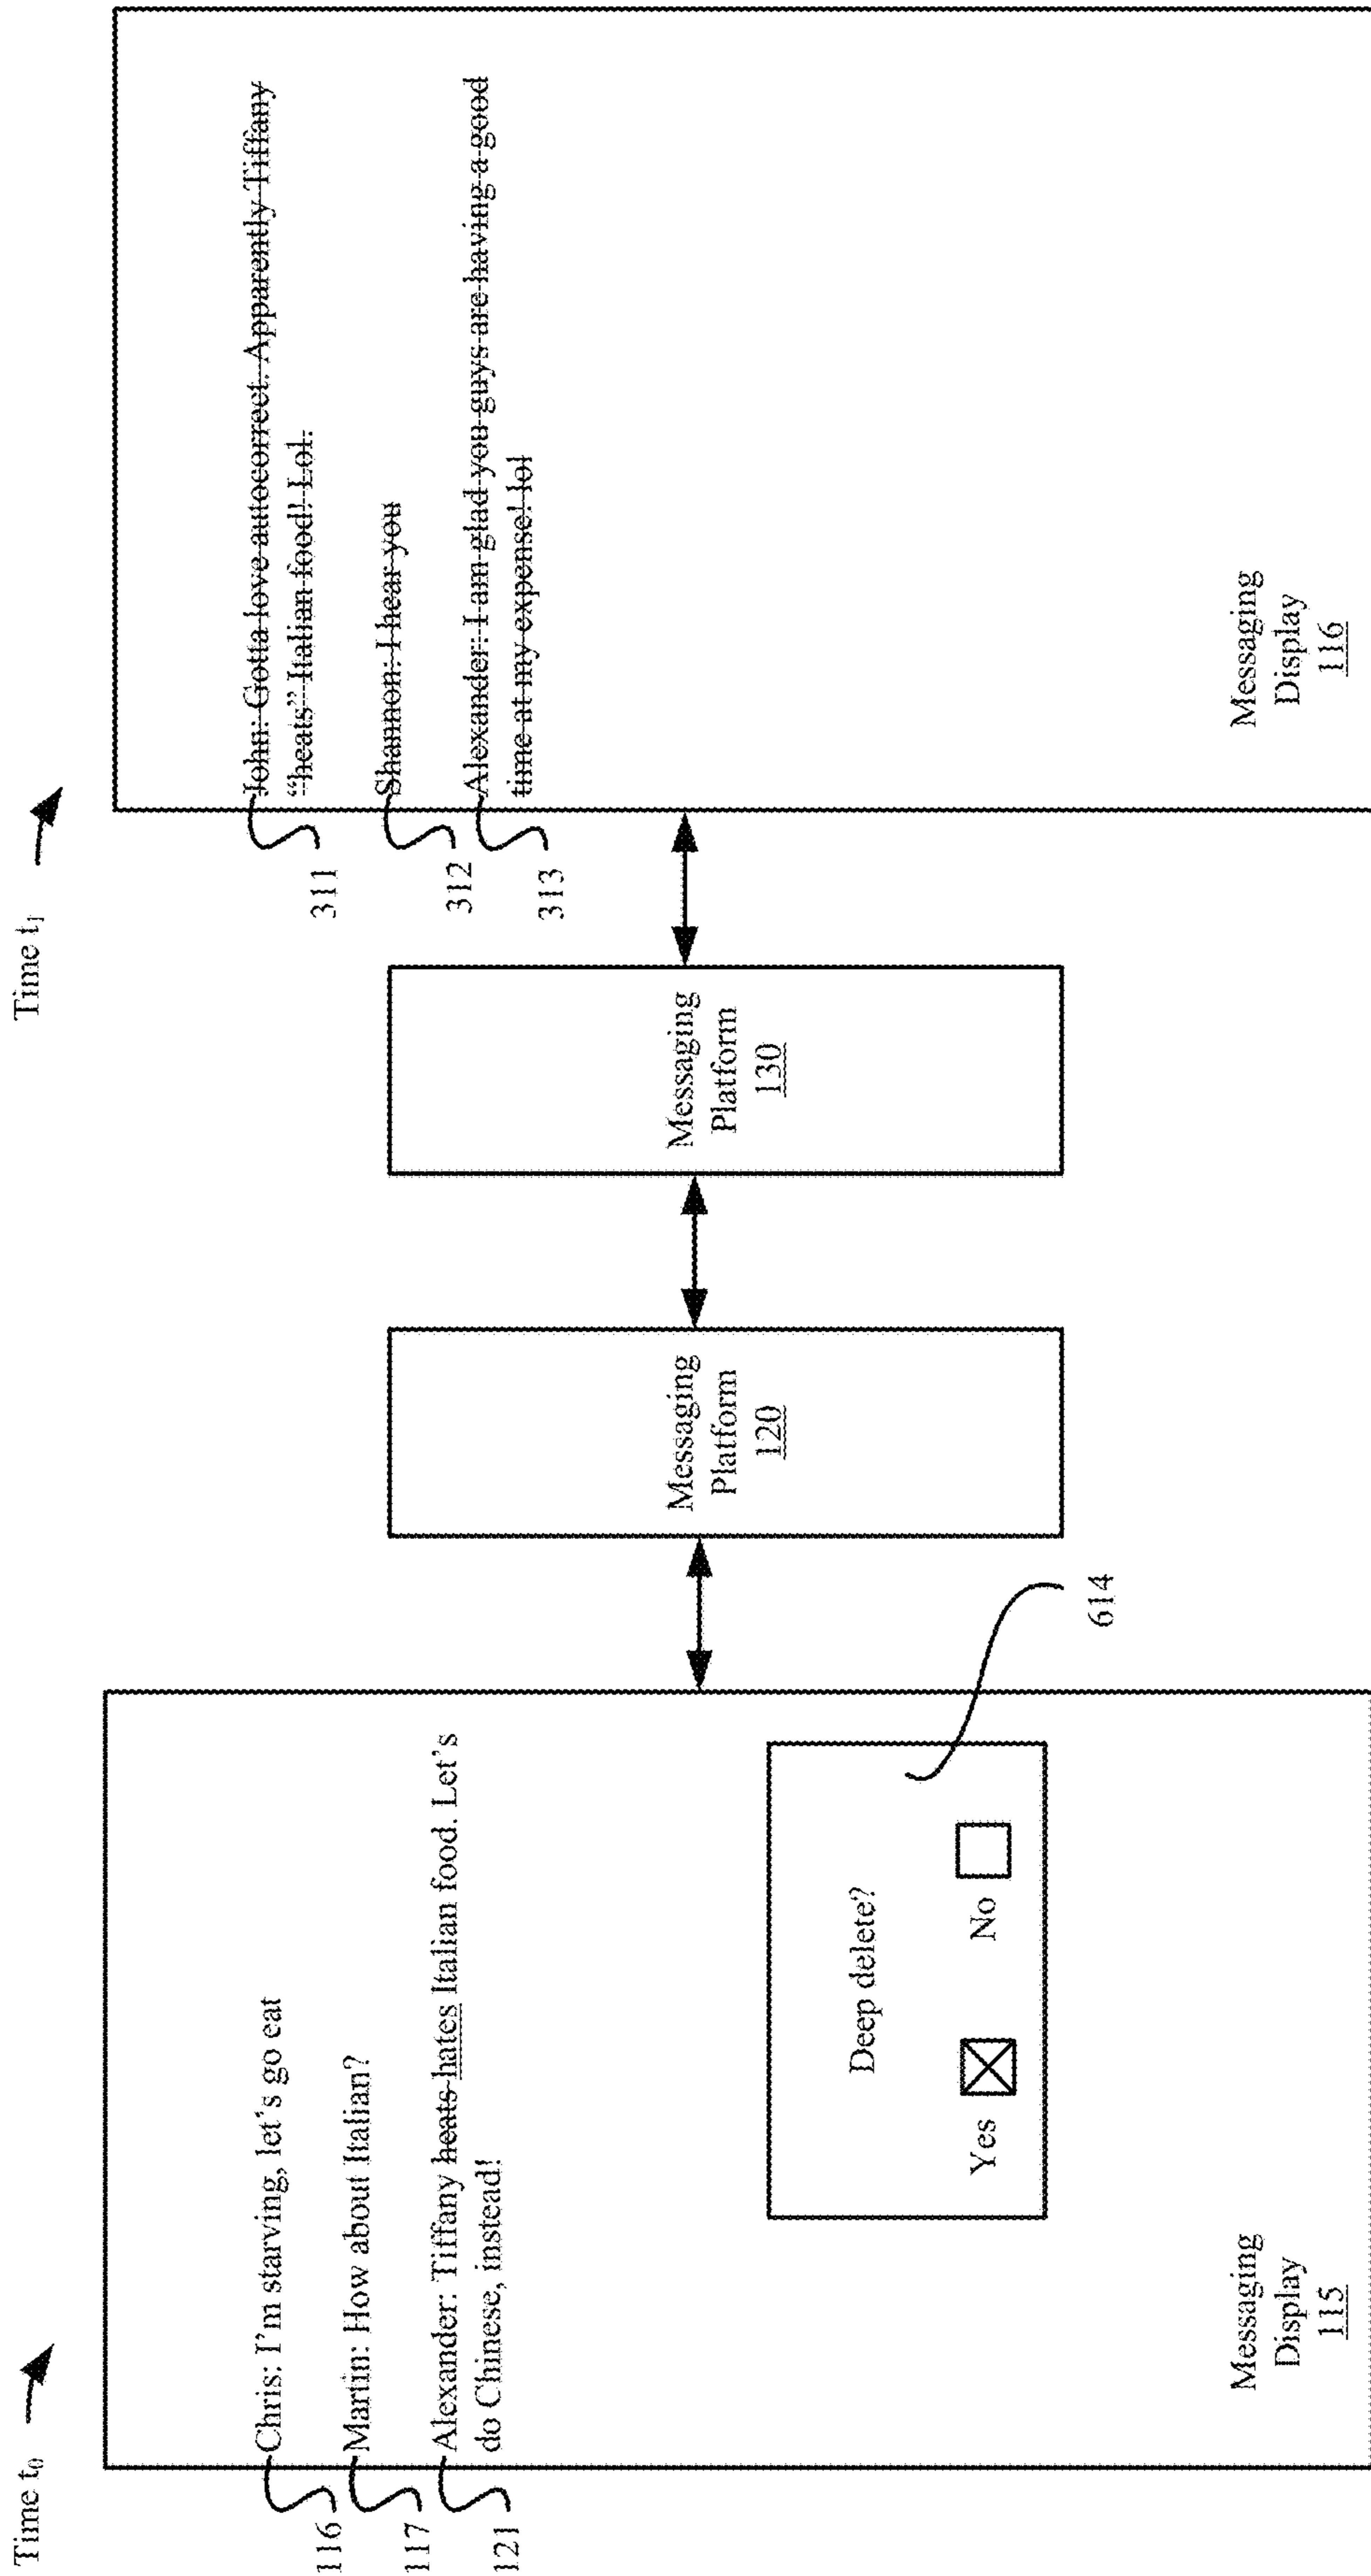 Time t0
116
Chris: I'm starving, let's go eat
117
Martin: How about Italian?
121
Alexander: Tiffany heats hates Italian food. Let's
do Chinese, instead!
Deep delete?
Yes No
614
Messaging
Display
115
Messaging
Platform
120
Messaging
Platform
130
Time t1
311
John: Gotta love autocorrect. Apparently Tiffany
“heats” Italian food! Lol.
312
Shannon: I hear you
313
Alexander: I am glad you guys are having a good
time at my expense! lol
Messaging
Display
116